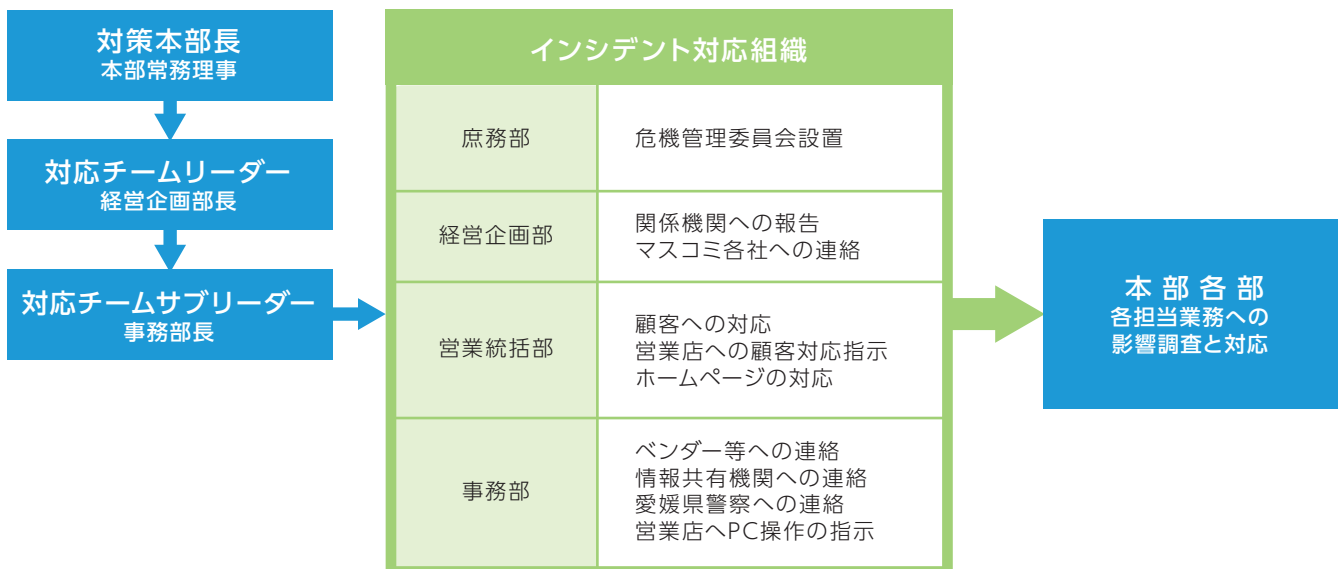 対策本部長
本部常務理事
対応チームリーダー
経営企画部長
対応チームサブリーダー
事務部長
インシデント対応組織
庶務部
危機管理委員会設置
経営企画部
関係機関への報告
マスコミ各社への連絡
営業統括部
顧客への対応
営業店への顧客対応指示
ホームページの対応
事務部
ベンダー等への連絡
情報共有機関への連絡
愛媛県警察への連絡
営業店へPC操作の指示
本部各部
各担当業務への
影響調査と対応